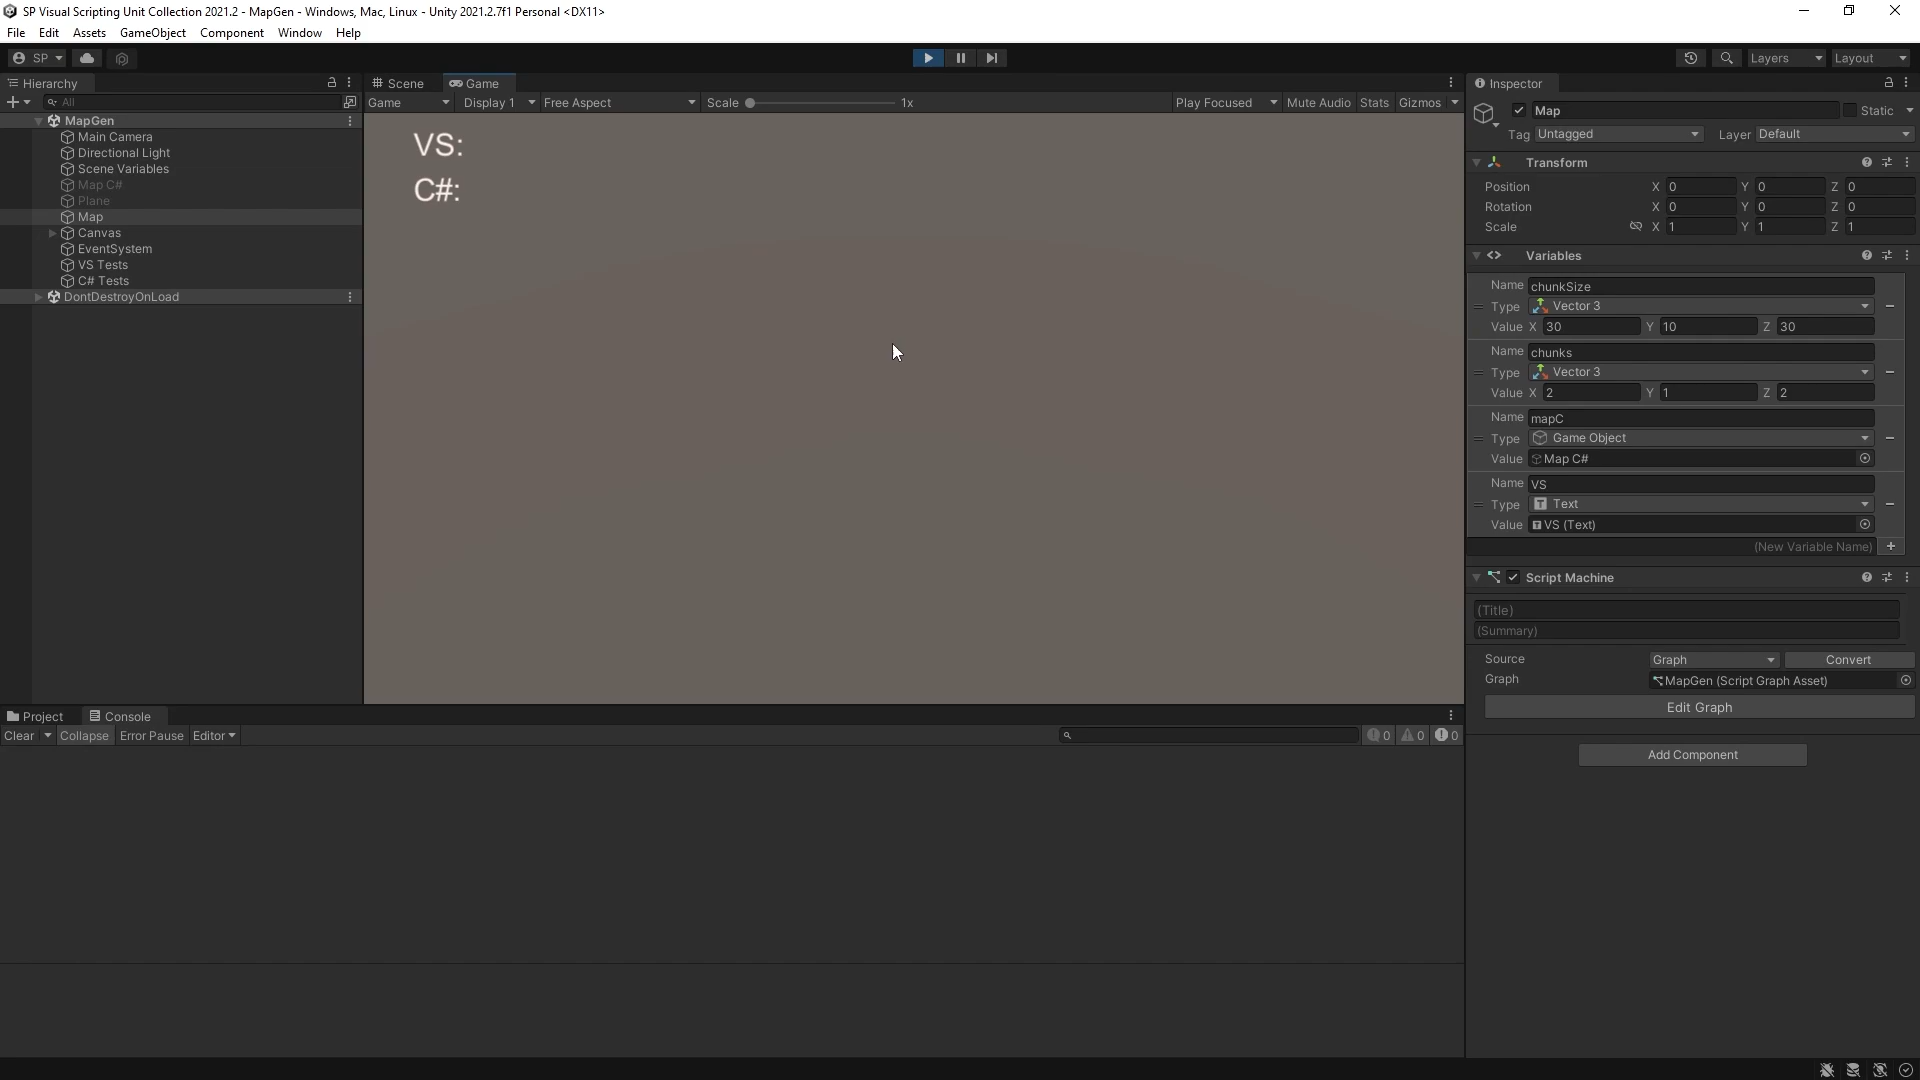 SP Visual Scripting Unit Collection 2021.2 - MapGen - Windows, Mac, Linux - Unity 2021.2.7f1 Personal <DX11>
File Edit Assets GameObject Component Window Help
SP Layers Layout
Hierarchy
All
MapGen
Main Camera
Directional Light
Scene Variables
Map C#
Plane
Map
Canvas
EventSystem
VS Tests
C# Tests
DontDestroyOnLoad
Scene Game
Game Display 1 Free Aspect Scale 1x Play Focused Mute Audio Stats Gizmos
VS:
C#:
Project Console
Clear Collapse Error Pause Editor 0 0 0
Inspector
Map Static
Tag Untagged Layer Default
Transform
Position X 0 Y 0 Z 0
Rotation X 0 Y 0 Z 0
Scale X 1 Y 1 Z 1
Variables
Name chunkSize
Type Vector 3
Value X 30 Y 10 Z 30
Name chunks
Type Vector 3
Value X 2 Y 1 Z 2
Name mapC
Type Game Object
Value Map C#
Name VS
Type Text
Value VS (Text)
(New Variable Name)
Script Machine
(Title)
(Summary)
Source Graph Convert
Graph MapGen (Script Graph Asset)
Edit Graph
Add Component